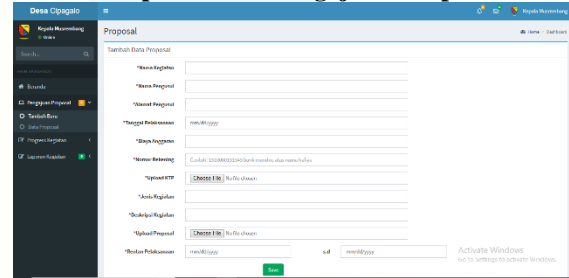 Desa Cipagalo
Kepala Musrenbang
Kepala Musrenbang
Online
Search...
Beranda
Pengajuan Proposal
Tambah Baru
Data Proposal
Progress Kegiatan
Laporan Kegiatan
Proposal
Home
Dashboard
Tambah Data Proposal
*Nama Kegiatan
*Nama Pengusul
*Alamat Pengusul
*Tanggal Pelaksanaan mm/dd/yyyy
*Biaya Anggaran
*Nomor Rekening
*Upload KTP Choose File No file chosen
*Jenis Kegiatan
*Deskripsi Kegiatan
*Upload Proposal Choose File No file chosen
*Rentan Pelaksanaan mm/dd/yyyy s.d mm/dd/yyyy
Save
Activate Windows
Go to Settings to activate Windows.